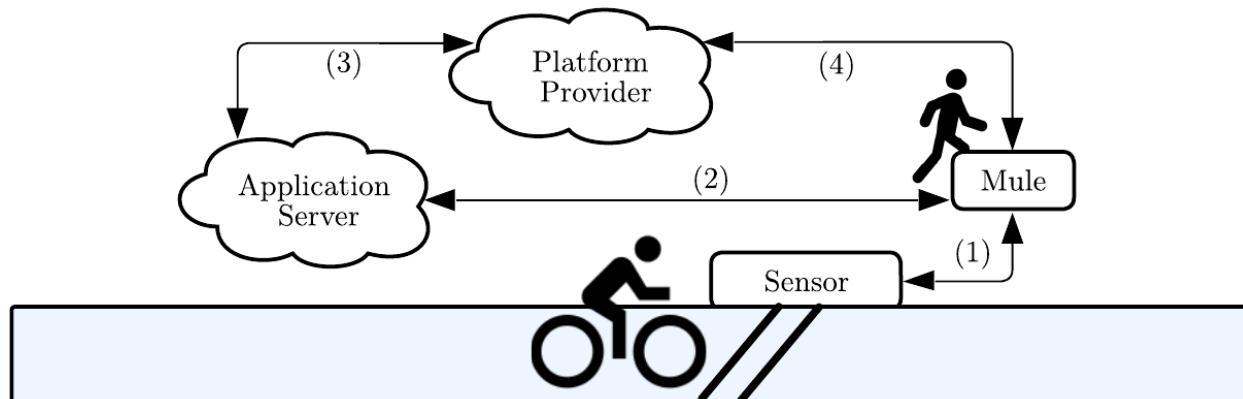 Platform
Provider
(3)
(4)
Application
Server
(2)
Mule
(1)
Sensor